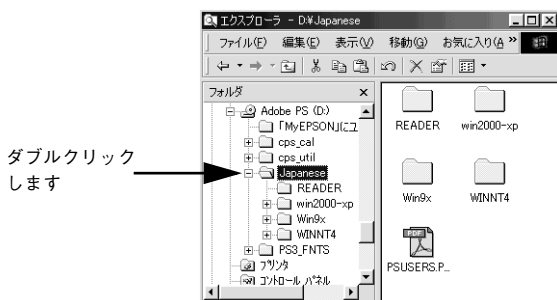 ダブルクリック
します
エクスプローラ - D:¥Japanese
ファイル(F) 編集(E) 表示(V) 移動(G) お気に入り(A »
フォルダ ×
Adobe PS (D:)
「MyEPSON」にユ
cps_cal
cps_util
Japanese
READER
win2000-xp
Win9x
WINNT4
PS3_FNTS
プリンタ
コントロール パネル
READER win2000-xp
Win9x WINNT4
PDF
PSUSERS.P...